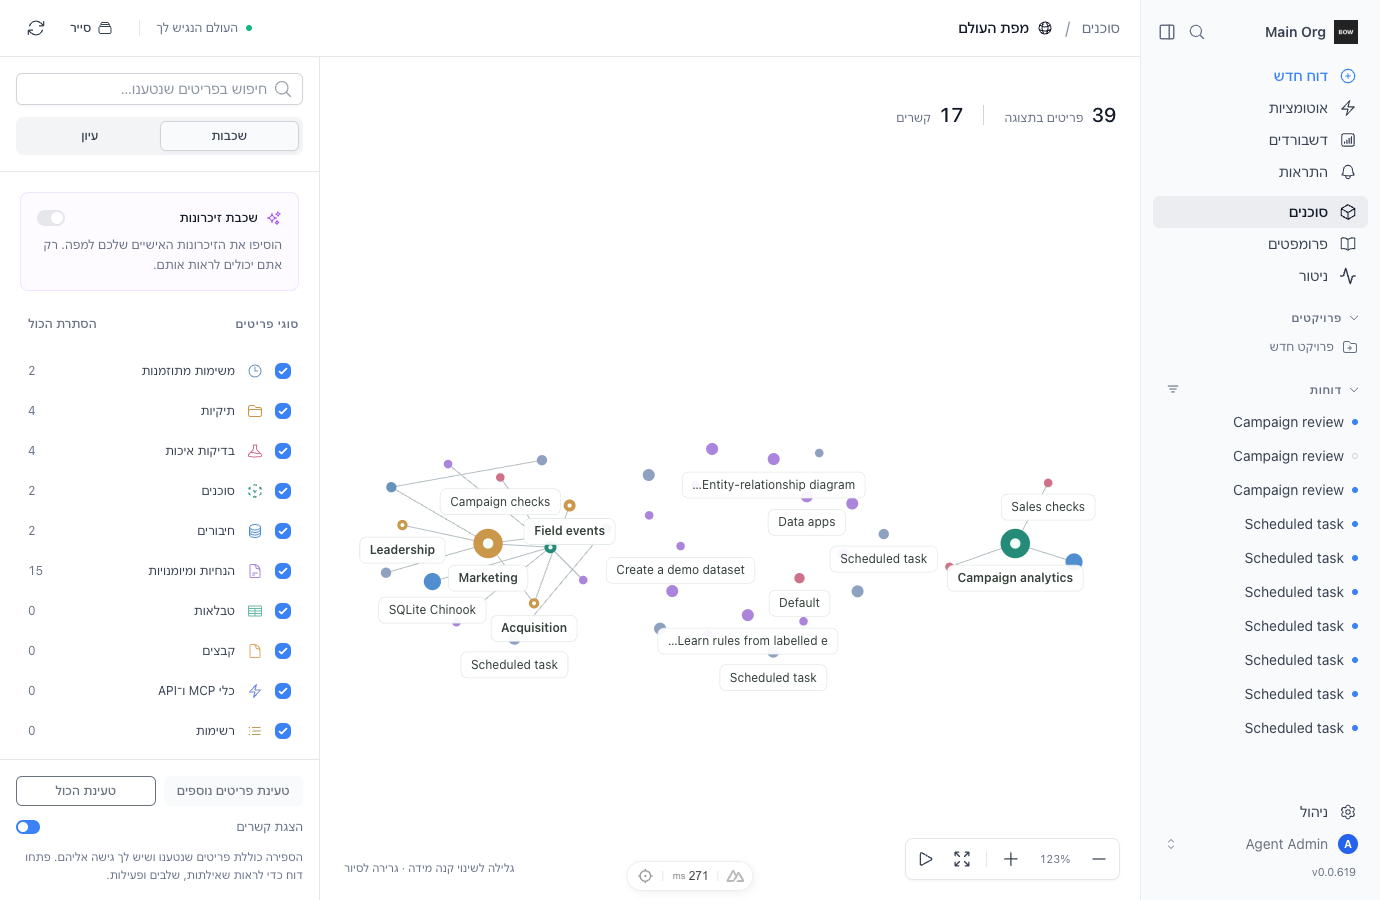 BOW
Main Org
דוח חדש
אוטומציות
דשבורדים
התראות
סוכנים
פרומפטים
ניטור
פרויקטים
פרויקט חדש
דוחות
Campaign review
Campaign review
Campaign review
Scheduled task
Scheduled task
Scheduled task
Scheduled task
Scheduled task
Scheduled task
Scheduled task
ניהול
A
Agent Admin
v0.0.619
סוכנים / מפת העולם
העולם הנגיש לך
סייר
39 פריטים בתצוגה
17 קשרים
Entity-relationship diagram...
Campaign checks
Sales checks
Data apps
Field events
Leadership
Scheduled task
Create a demo dataset
Marketing
Campaign analytics
SQLite Chinook
Default
Acquisition
Learn rules from labelled e...
Scheduled task
Scheduled task
123%
271 ms
גלילה לשינוי קנה מידה · גרירה לסיור
חיפוש בפריטים שנטענו...
שכבות
עיון
שכבת זיכרונות
הוסיפו את הזיכרונות האישיים שלכם למפה. רק
אתם יכולים לראות אותם.
סוגי פריטים
הסתרת הכול
משימות מתוזמנות 2
תיקיות 4
בדיקות איכות 4
סוכנים 2
חיבורים 2
הנחיות ומיומנויות 15
טבלאות 0
קבצים 0
כלי MCP ו־API 0
רשימות 0
טעינת פריטים נוספים
טעינת הכול
הצגת קשרים
הספירה כוללת פריטים שנטענו ושיש לך גישה אליהם. פתחו
דוח כדי לראות שאילתות, שלבים ופעילות.